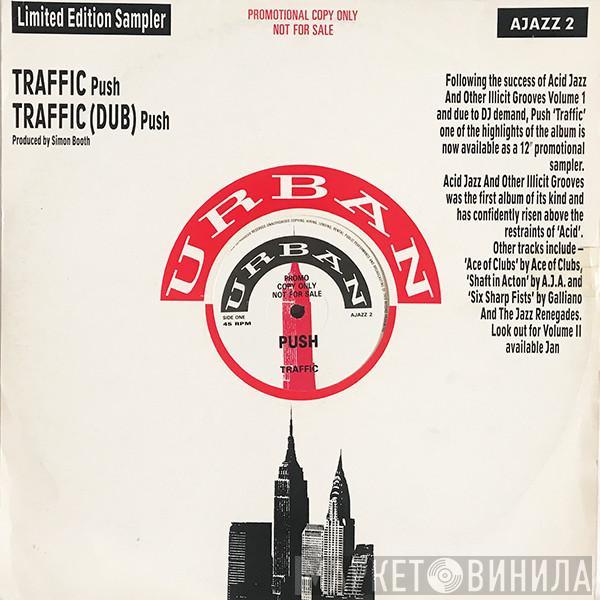 Limited Edition Sampler
PROMOTIONAL COPY ONLY
NOT FOR SALE
AJAZZ 2
TRAFFIC Push
TRAFFIC (DUB) Push
Produced by Simon Booth
Following the success of Acid Jazz
And Other Illicit Grooves Volume 1
and due to DJ demand, Push ‘Traffic’
one of the highlights of the album is
now available as a 12" promotional
sampler.
Acid Jazz And Other Illicit Grooves
was the first album of its kind and
has confidently risen above the
restraints of ‘Acid’.
Other tracks include –
‘Ace of Clubs’ by Ace of Clubs,
‘Shaft in Acton’ by A.J.A. and
‘Six Sharp Fists’ by Galliano
And The Jazz Renegades.
Look out for Volume II
available Jan
URBAN
URBAN
PROMO
COPY ONLY
NOT FOR SALE
SIDE ONE
45 RPM
AJAZZ 2
PUSH
TRAFFIC
МАРКЕТ ВИНИЛА